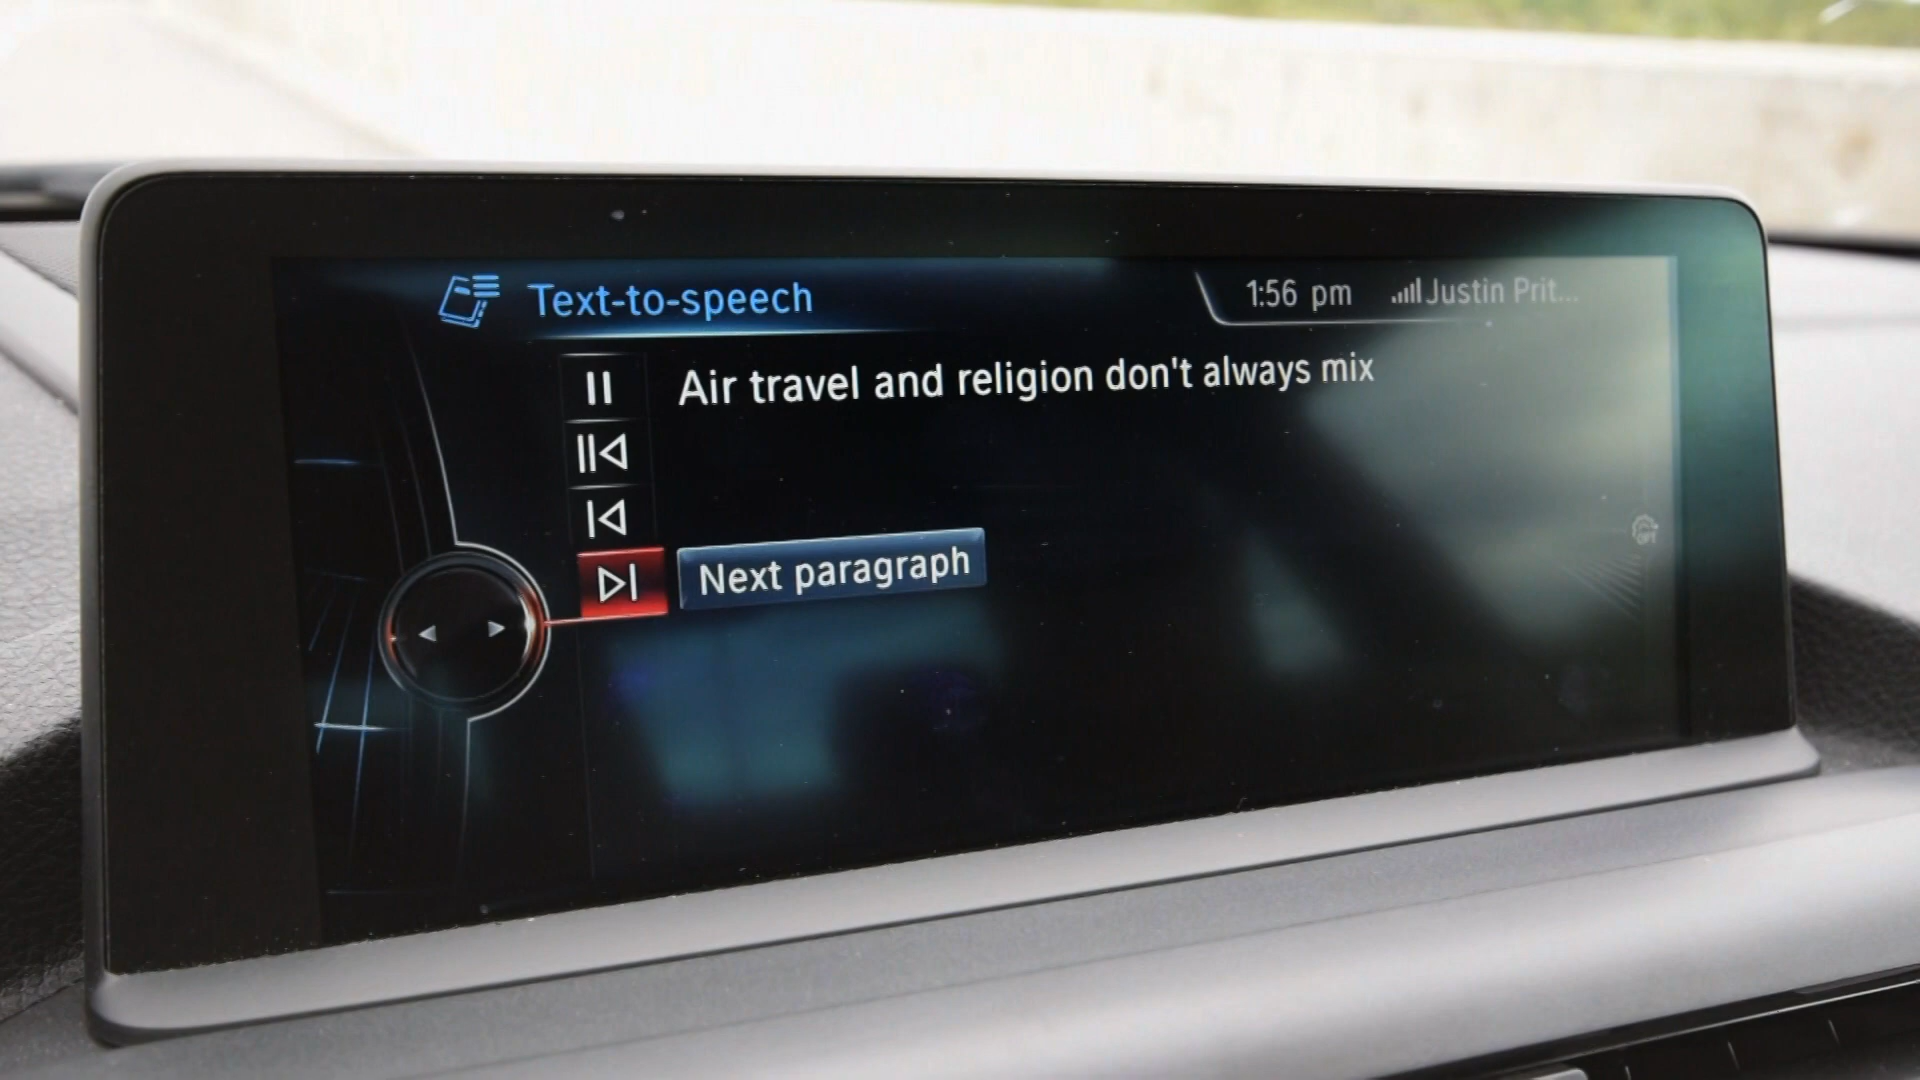 Text-to-speech
1:56 pm Justin Prit...
Air travel and religion don't always mix
Next paragraph